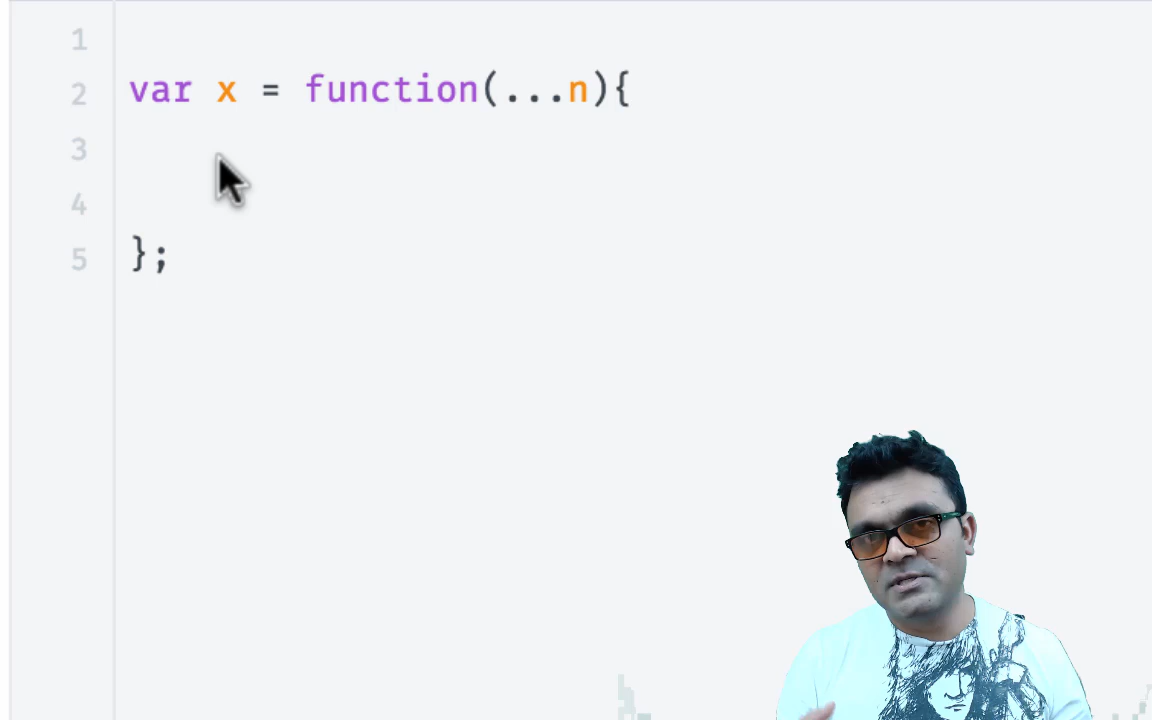 1
2 var x = function(...n){
3
4
5 };